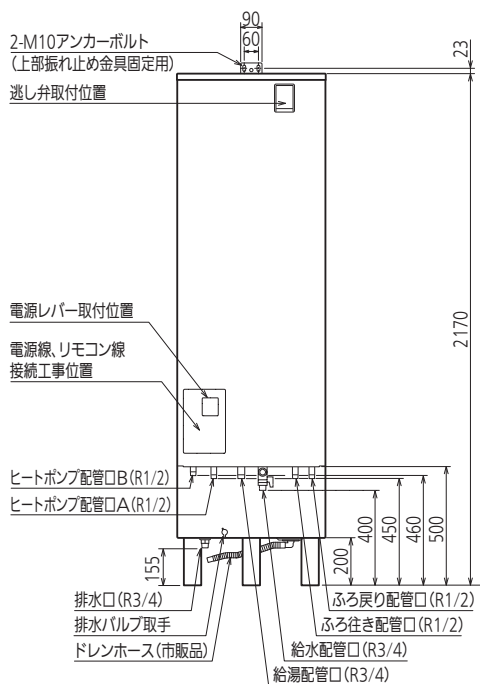 90
60
23
2-M10アンカーボルト
(上部振れ止め金具固定用)
逃し弁取付位置
2170
電源レバー取付位置
電源線、リモコン線
接続工事位置
ヒートポンプ配管口B(R1/2)
ヒートポンプ配管口A(R1/2)
155
200
400
450
460
500
排水口(R3/4)
排水バルブ取手
ドレンホース(市販品)
ふろ戻り配管口(R1/2)
ふろ往き配管口(R1/2)
給水配管口(R3/4)
給湯配管口(R3/4)